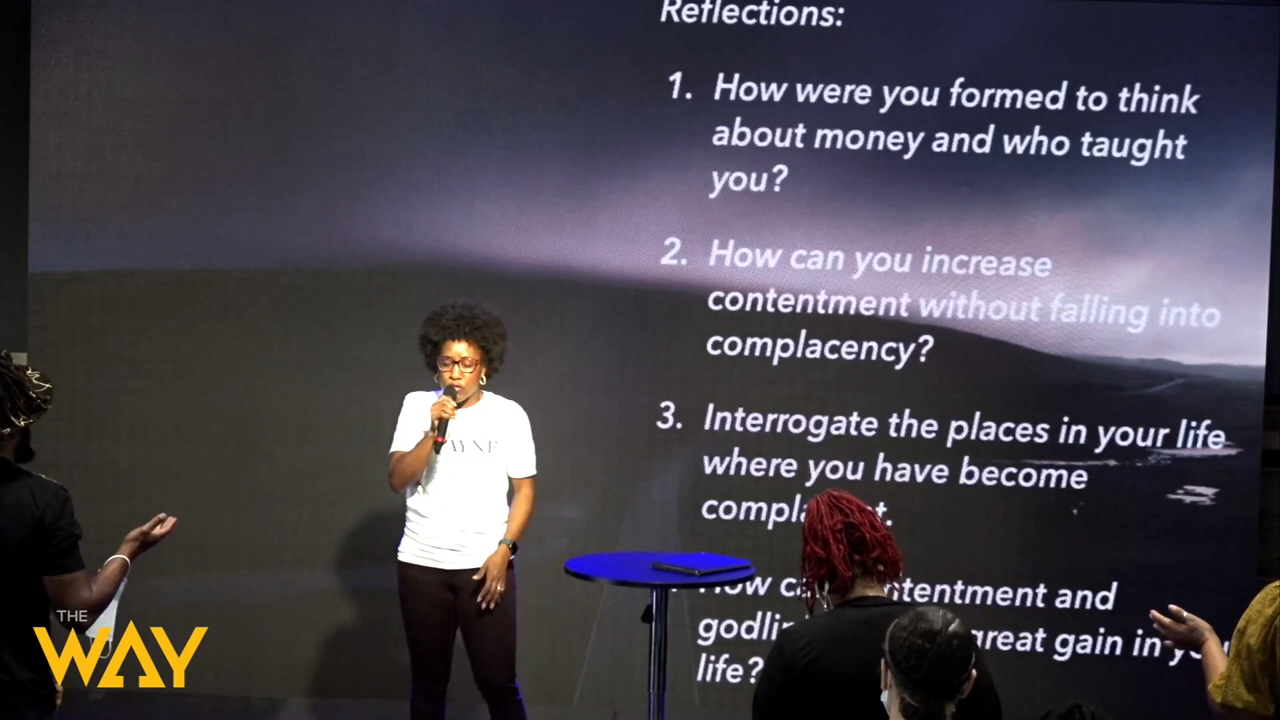 Reflections:
1. How were you formed to think
about money and who taught
you?
2. How can you increase
contentment without falling into
complacency?
3. Interrogate the places in your life
where you have become
and
great gain in
life?
THE
WAY